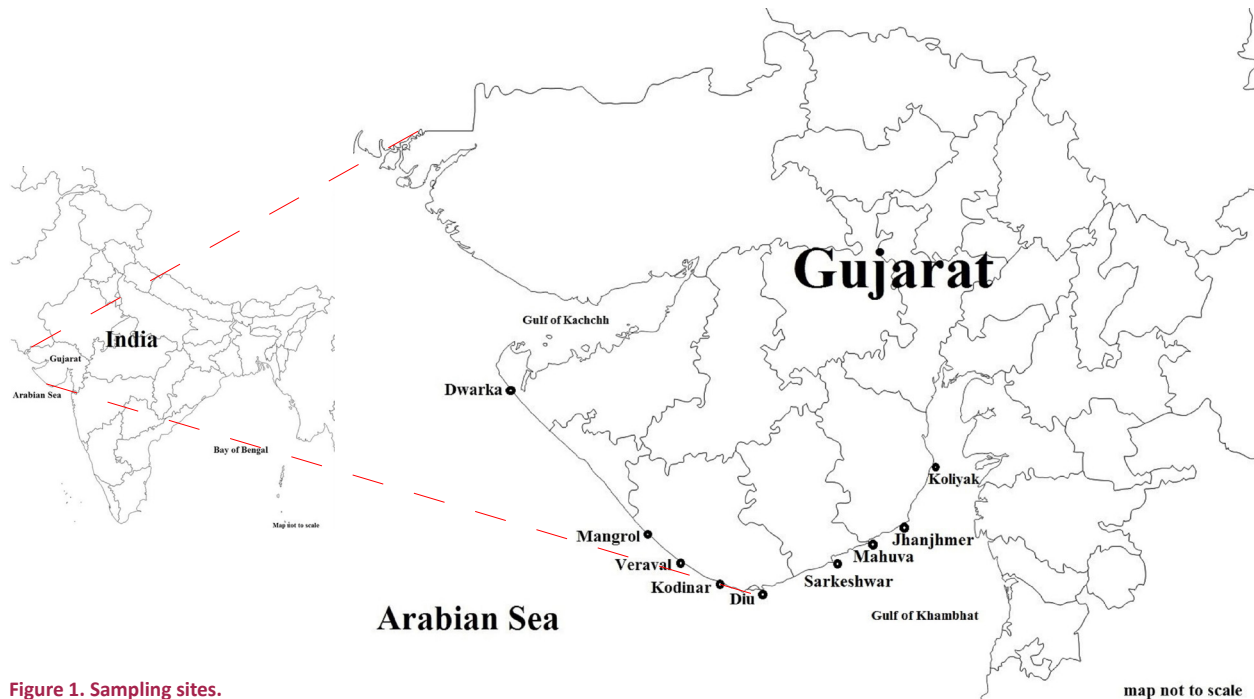 India
Gujarat
Arabian Sea
Bay of Bengal
Map not to scale
Gujarat
Gulf of Kachchh
Dwarka
Koliyak
Mangrol
Jhanjhmer
Mahuva
Veraval
Sarkeshwar
Kodinar
Diu
Gulf of Khambhat
Arabian Sea
map not to scale
Figure 1. Sampling sites.